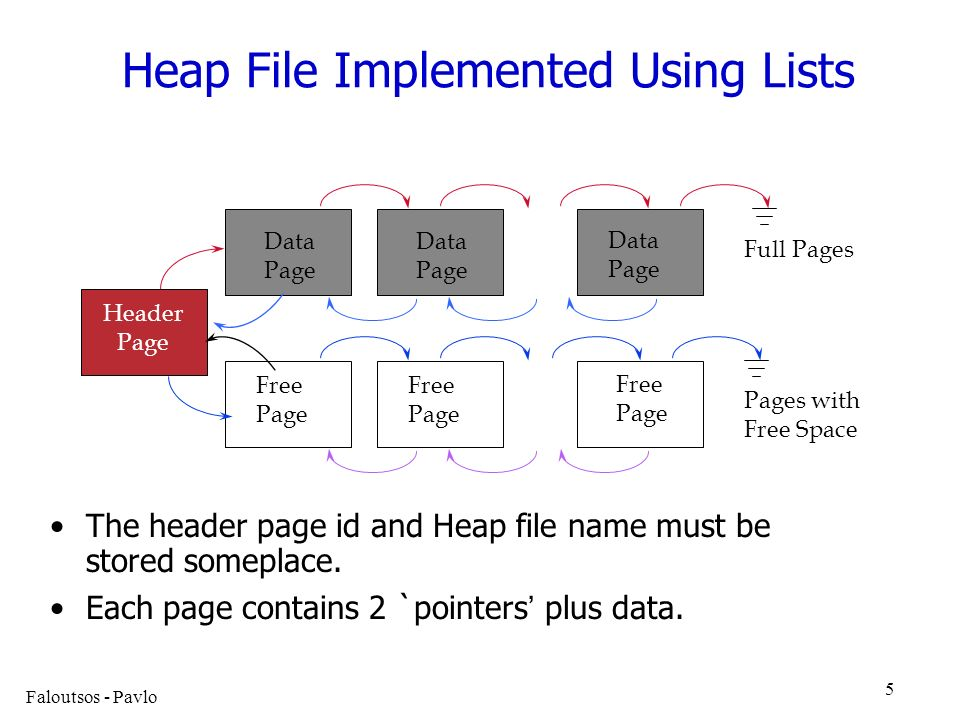 Heap File Implemented Using Lists
Data
Page
Data
Page
Data
Page
Full Pages
Header
Page
Free
Page
Free
Page
Free
Page
Pages with
Free Space
• The header page id and Heap file name must be
stored someplace.
• Each page contains 2 `pointers’ plus data.
Faloutsos - Pavlo
5